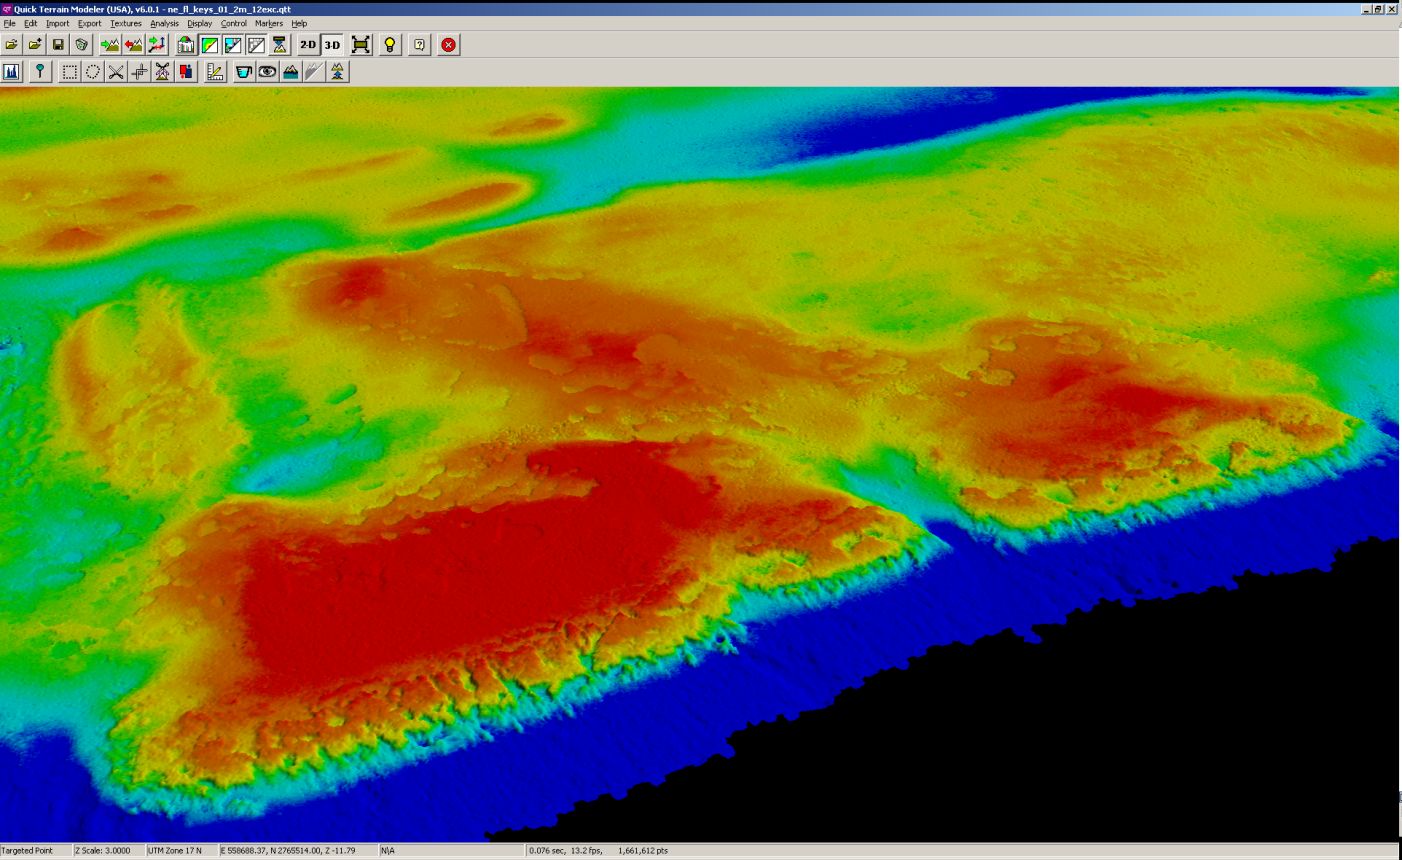 Quick Terrain Modeler (USA), v6.0.1 - ne_fl_keys_01_2m_12exc.qtt
File Edit Import Export Textures Analysis Display Control Markers Help
2-D 3-D
Targeted Point Z Scale: 3.0000 UTM Zone 17 N E 558688.37, N 2765514.00, Z -11.79 N\A 0.076 sec, 13.2 fps, 1,661,612 pts